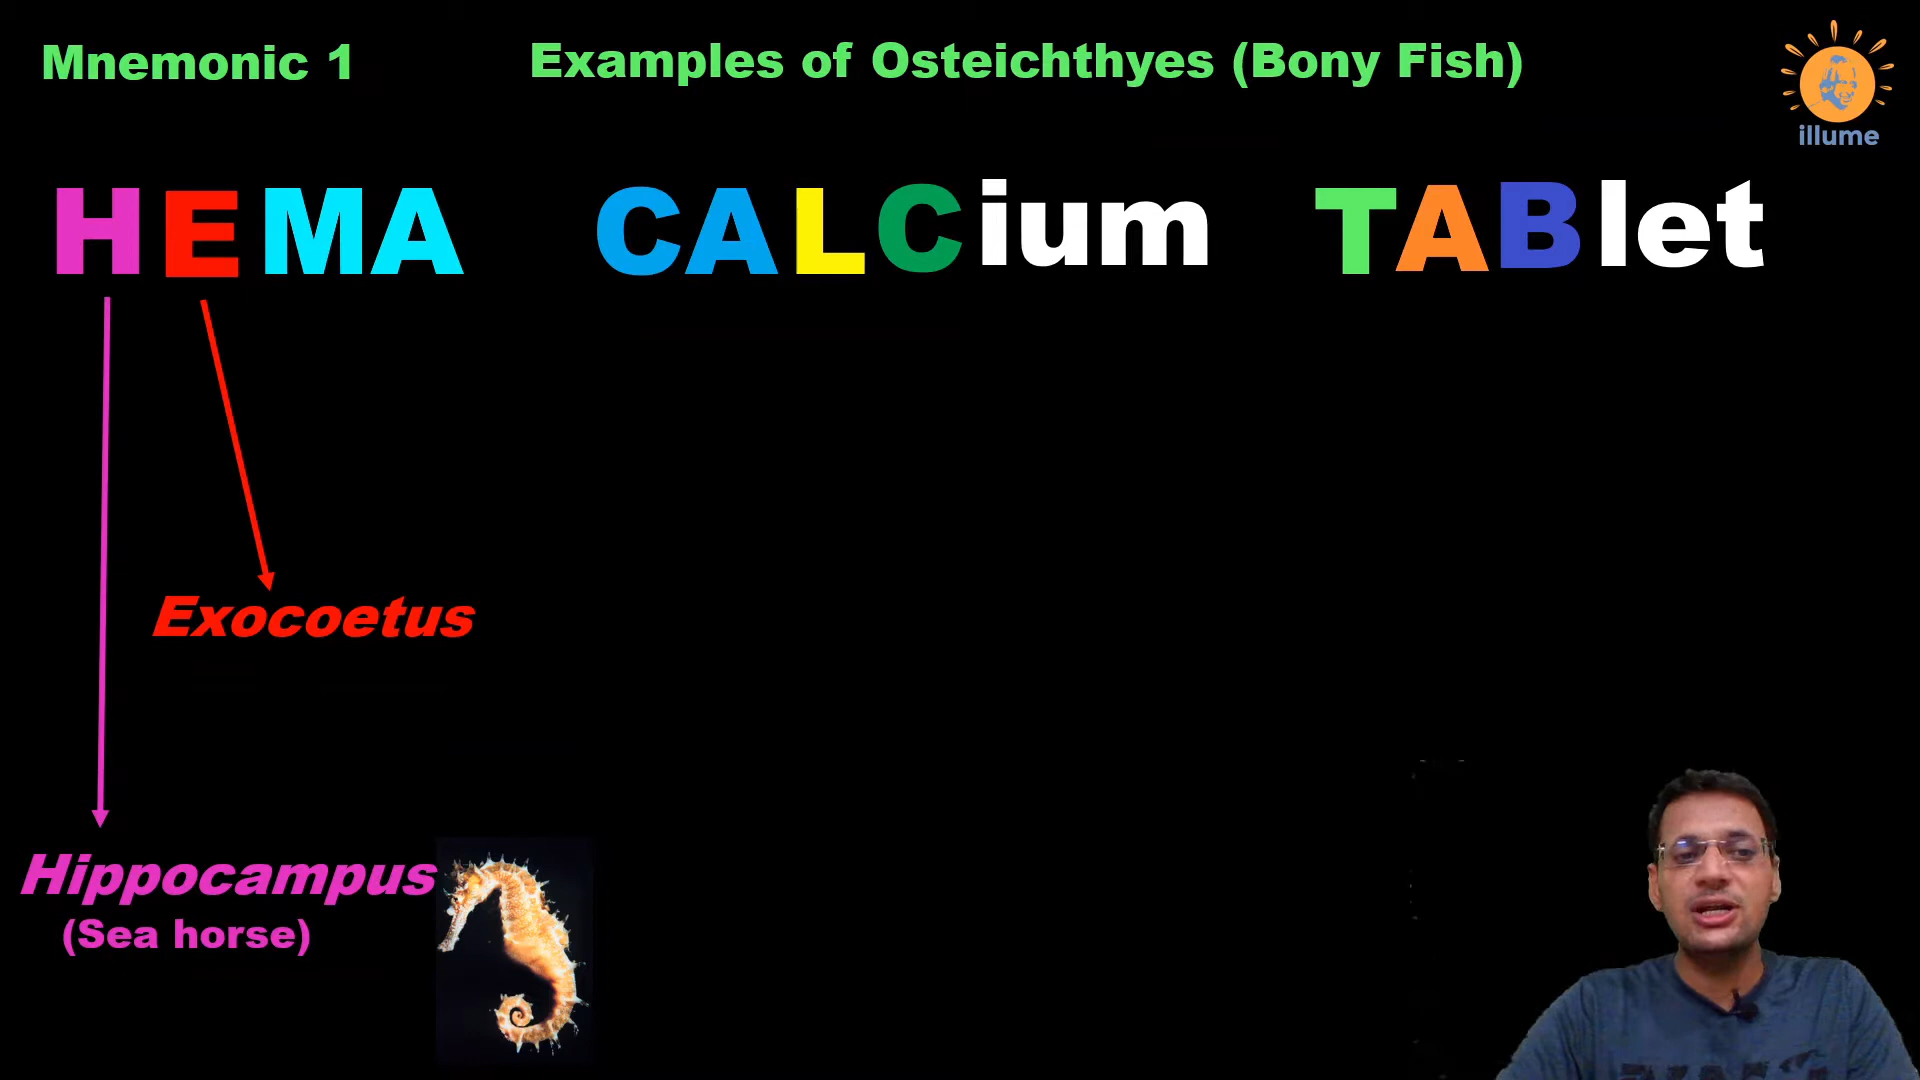 Mnemonic 1
Examples of Osteichthyes (Bony Fish)
illume
HEMA CALCium TABlet
Exocoetus
Hippocampus
(Sea horse)